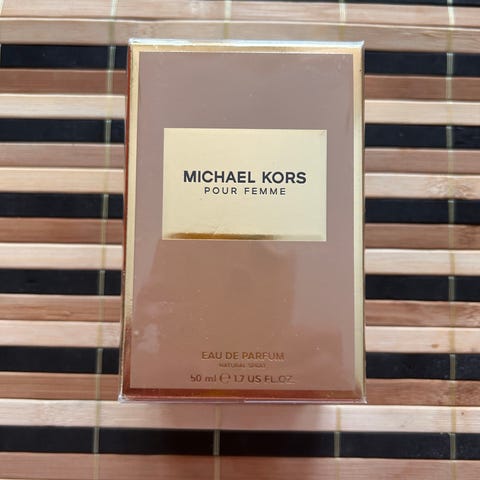 MICHAEL KORS
POUR FEMME
EAU DE PARFUM
NATURAL SPRAY
50 ml ℮ 1.7 US FL.OZ.